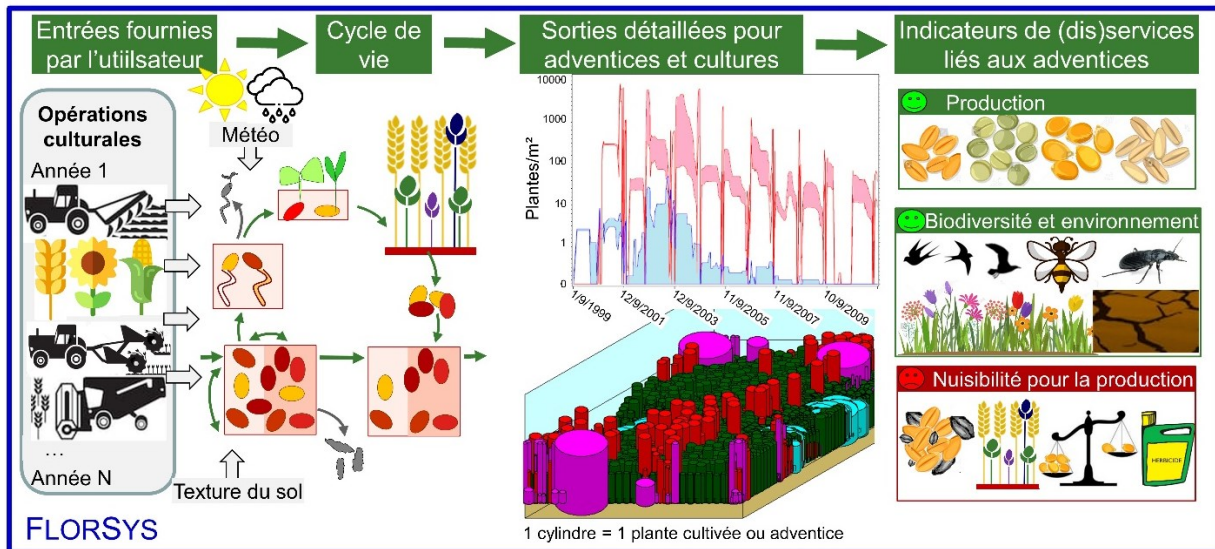 Entrées fournies
par l'utiilsateur
Cycle de
vie
Sorties détaillées pour
adventices et cultures
Indicateurs de (dis)services
liés aux adventices
Opérations
culturales
Année 1
…
Année N
Météo
Texture du sol
Plantes/m²
10000
1000
100
10
1
0
1/9/1999
12/9/2001
12/9/2003
11/9/2005
11/9/2007
10/9/2009
1 cylindre = 1 plante cultivée ou adventice
Production
Biodiversité et environnement
Nuisibilité pour la production
HERBICIDE
FLORSYS